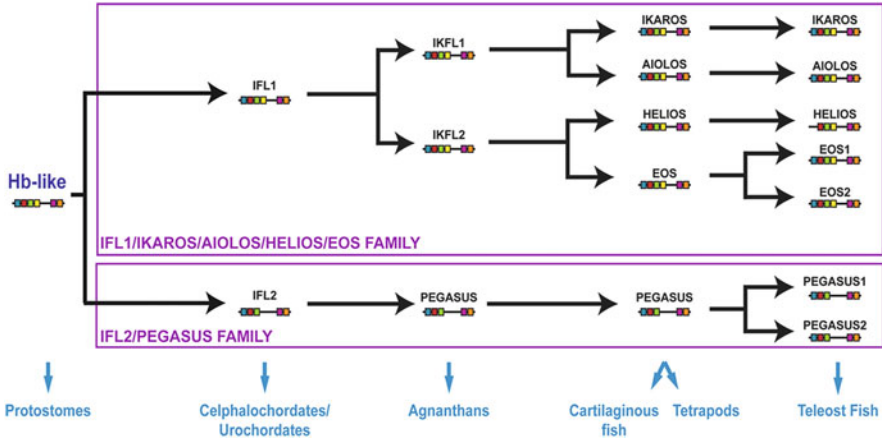 IKAROS
IKAROS
IKFL1
AIOLOS
AIOLOS
IFL1
HELIOS
HELIOS
IKFL2
EOS1
EOS
Hb-like
EOS2
IFL1/IKAROS/AIOLOS/HELIOS/EOS FAMILY
PEGASUS1
IFL2
PEGASUS
PEGASUS
PEGASUS2
IFL2/PEGASUS FAMILY
Protostomes
Celphalochordates/
Urochordates
Agnanthans
Cartilaginous
fish
Tetrapods
Teleost Fish